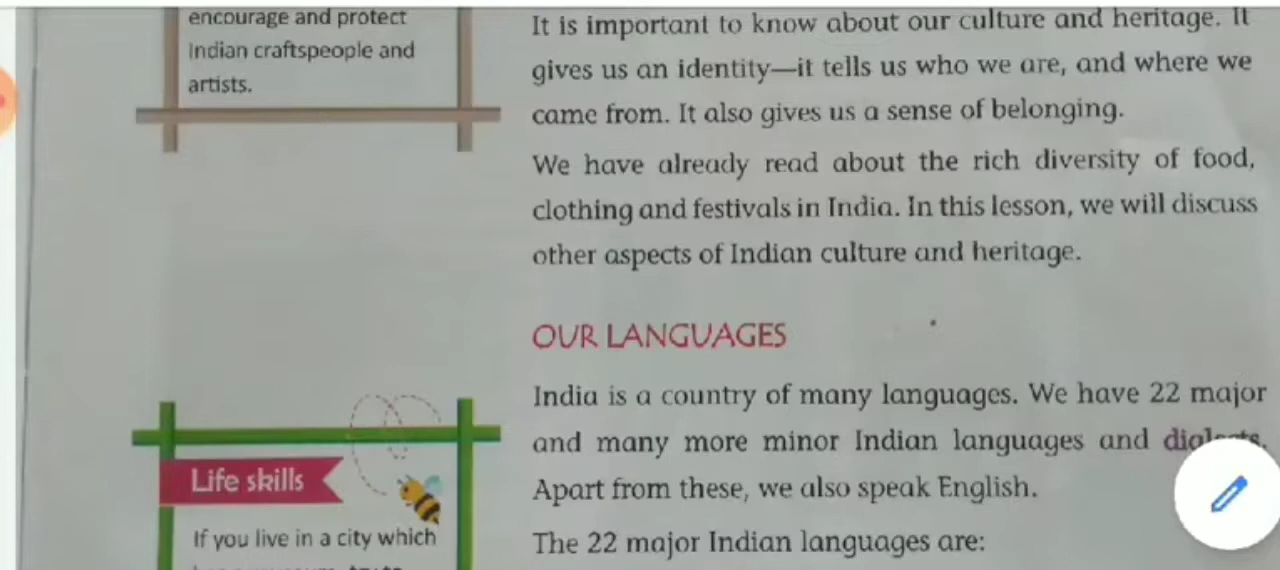 encourage and protect
Indian craftspeople and
artists.
It is important to know about our culture and heritage. It
gives us an identity—it tells us who we are, and where we
came from. It also gives us a sense of belonging.
We have already read about the rich diversity of food,
clothing and festivals in India. In this lesson, we will discuss
other aspects of Indian culture and heritage.
OUR LANGUAGES
India is a country of many languages. We have 22 major
and many more minor Indian languages and dialects.
Apart from these, we also speak English.
The 22 major Indian languages are:
Life skills
If you live in a city which